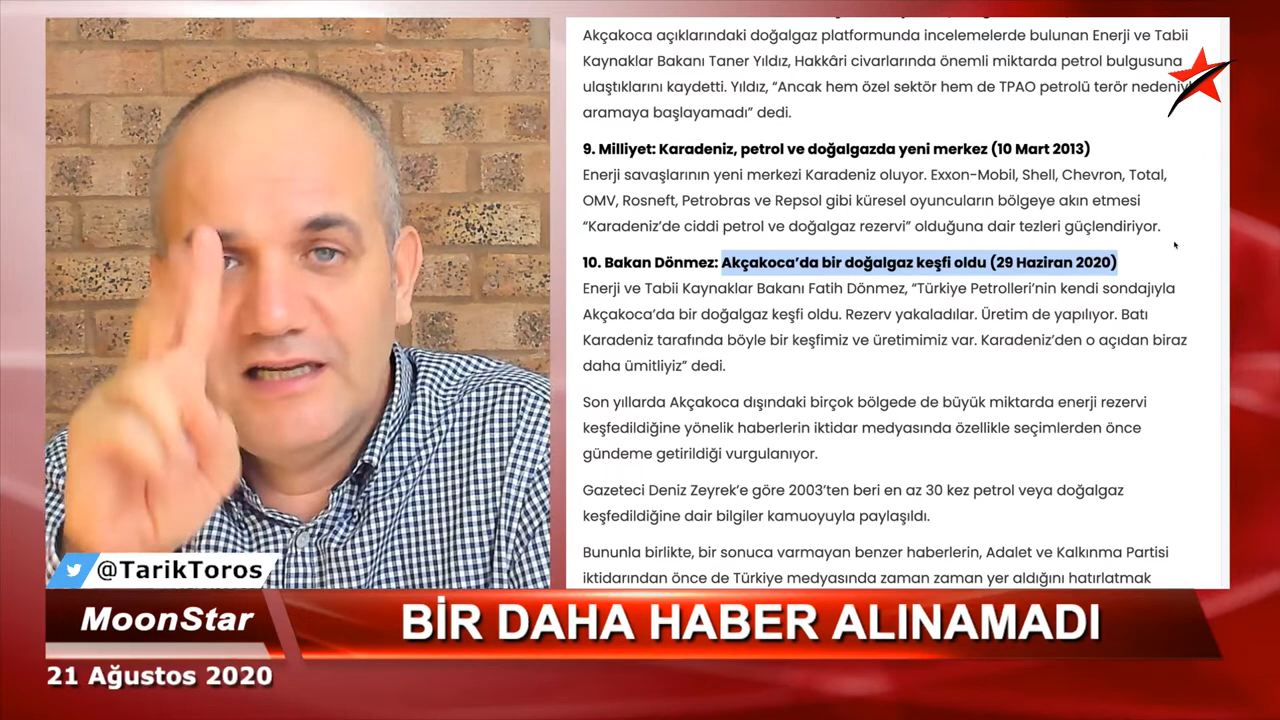 Akçakoca açıklarındaki doğalgaz platformunda incelemelerde bulunan Enerji ve Tabii
Kaynaklar Bakanı Taner Yıldız, Hakkâri civarlarında önemli miktarda petrol bulgusuna
ulaştıklarını kaydetti. Yıldız, “Ancak hem özel sektör hem de TPAO petrolü terör nedeniyle
aramaya başlayamadı” dedi.
9. Milliyet: Karadeniz, petrol ve doğalgazda yeni merkez (10 Mart 2013)
Enerji savaşlarının yeni merkezi Karadeniz oluyor. Exxon-Mobil, Shell, Chevron, Total,
OMV, Rosneft, Petrobras ve Repsol gibi küresel oyuncuların bölgeye akın etmesi
“Karadeniz’de ciddi petrol ve doğalgaz rezervi” olduğuna dair tezleri güçlendiriyor.
10. Bakan Dönmez: Akçakoca’da bir doğalgaz keşfi oldu (29 Haziran 2020)
Enerji ve Tabii Kaynaklar Bakanı Fatih Dönmez, “Türkiye Petrolleri’nin kendi sondajıyla
Akçakoca’da bir doğalgaz keşfi oldu. Rezerv yakaladılar. Üretim de yapılıyor. Batı
Karadeniz tarafında böyle bir keşfimiz ve üretimimiz var. Karadeniz’den o açıdan biraz
daha ümitliyiz” dedi.
Son yıllarda Akçakoca dışındaki birçok bölgede de büyük miktarda enerji rezervi
keşfedildiğine yönelik haberlerin iktidar medyasında özellikle seçimlerden önce
gündeme getirildiği vurgulanıyor.
Gazeteci Deniz Zeyrek’e göre 2003’ten beri en az 30 kez petrol veya doğalgaz
keşfedildiğine dair bilgiler kamuoyuyla paylaşıldı.
Bununla birlikte, bir sonuca varmayan benzer haberlerin, Adalet ve Kalkınma Partisi
iktidarından önce de Türkiye medyasında zaman zaman yer aldığını hatırlatmak
@TarikToros
MoonStar
BİR DAHA HABER ALINAMADI
21 Ağustos 2020